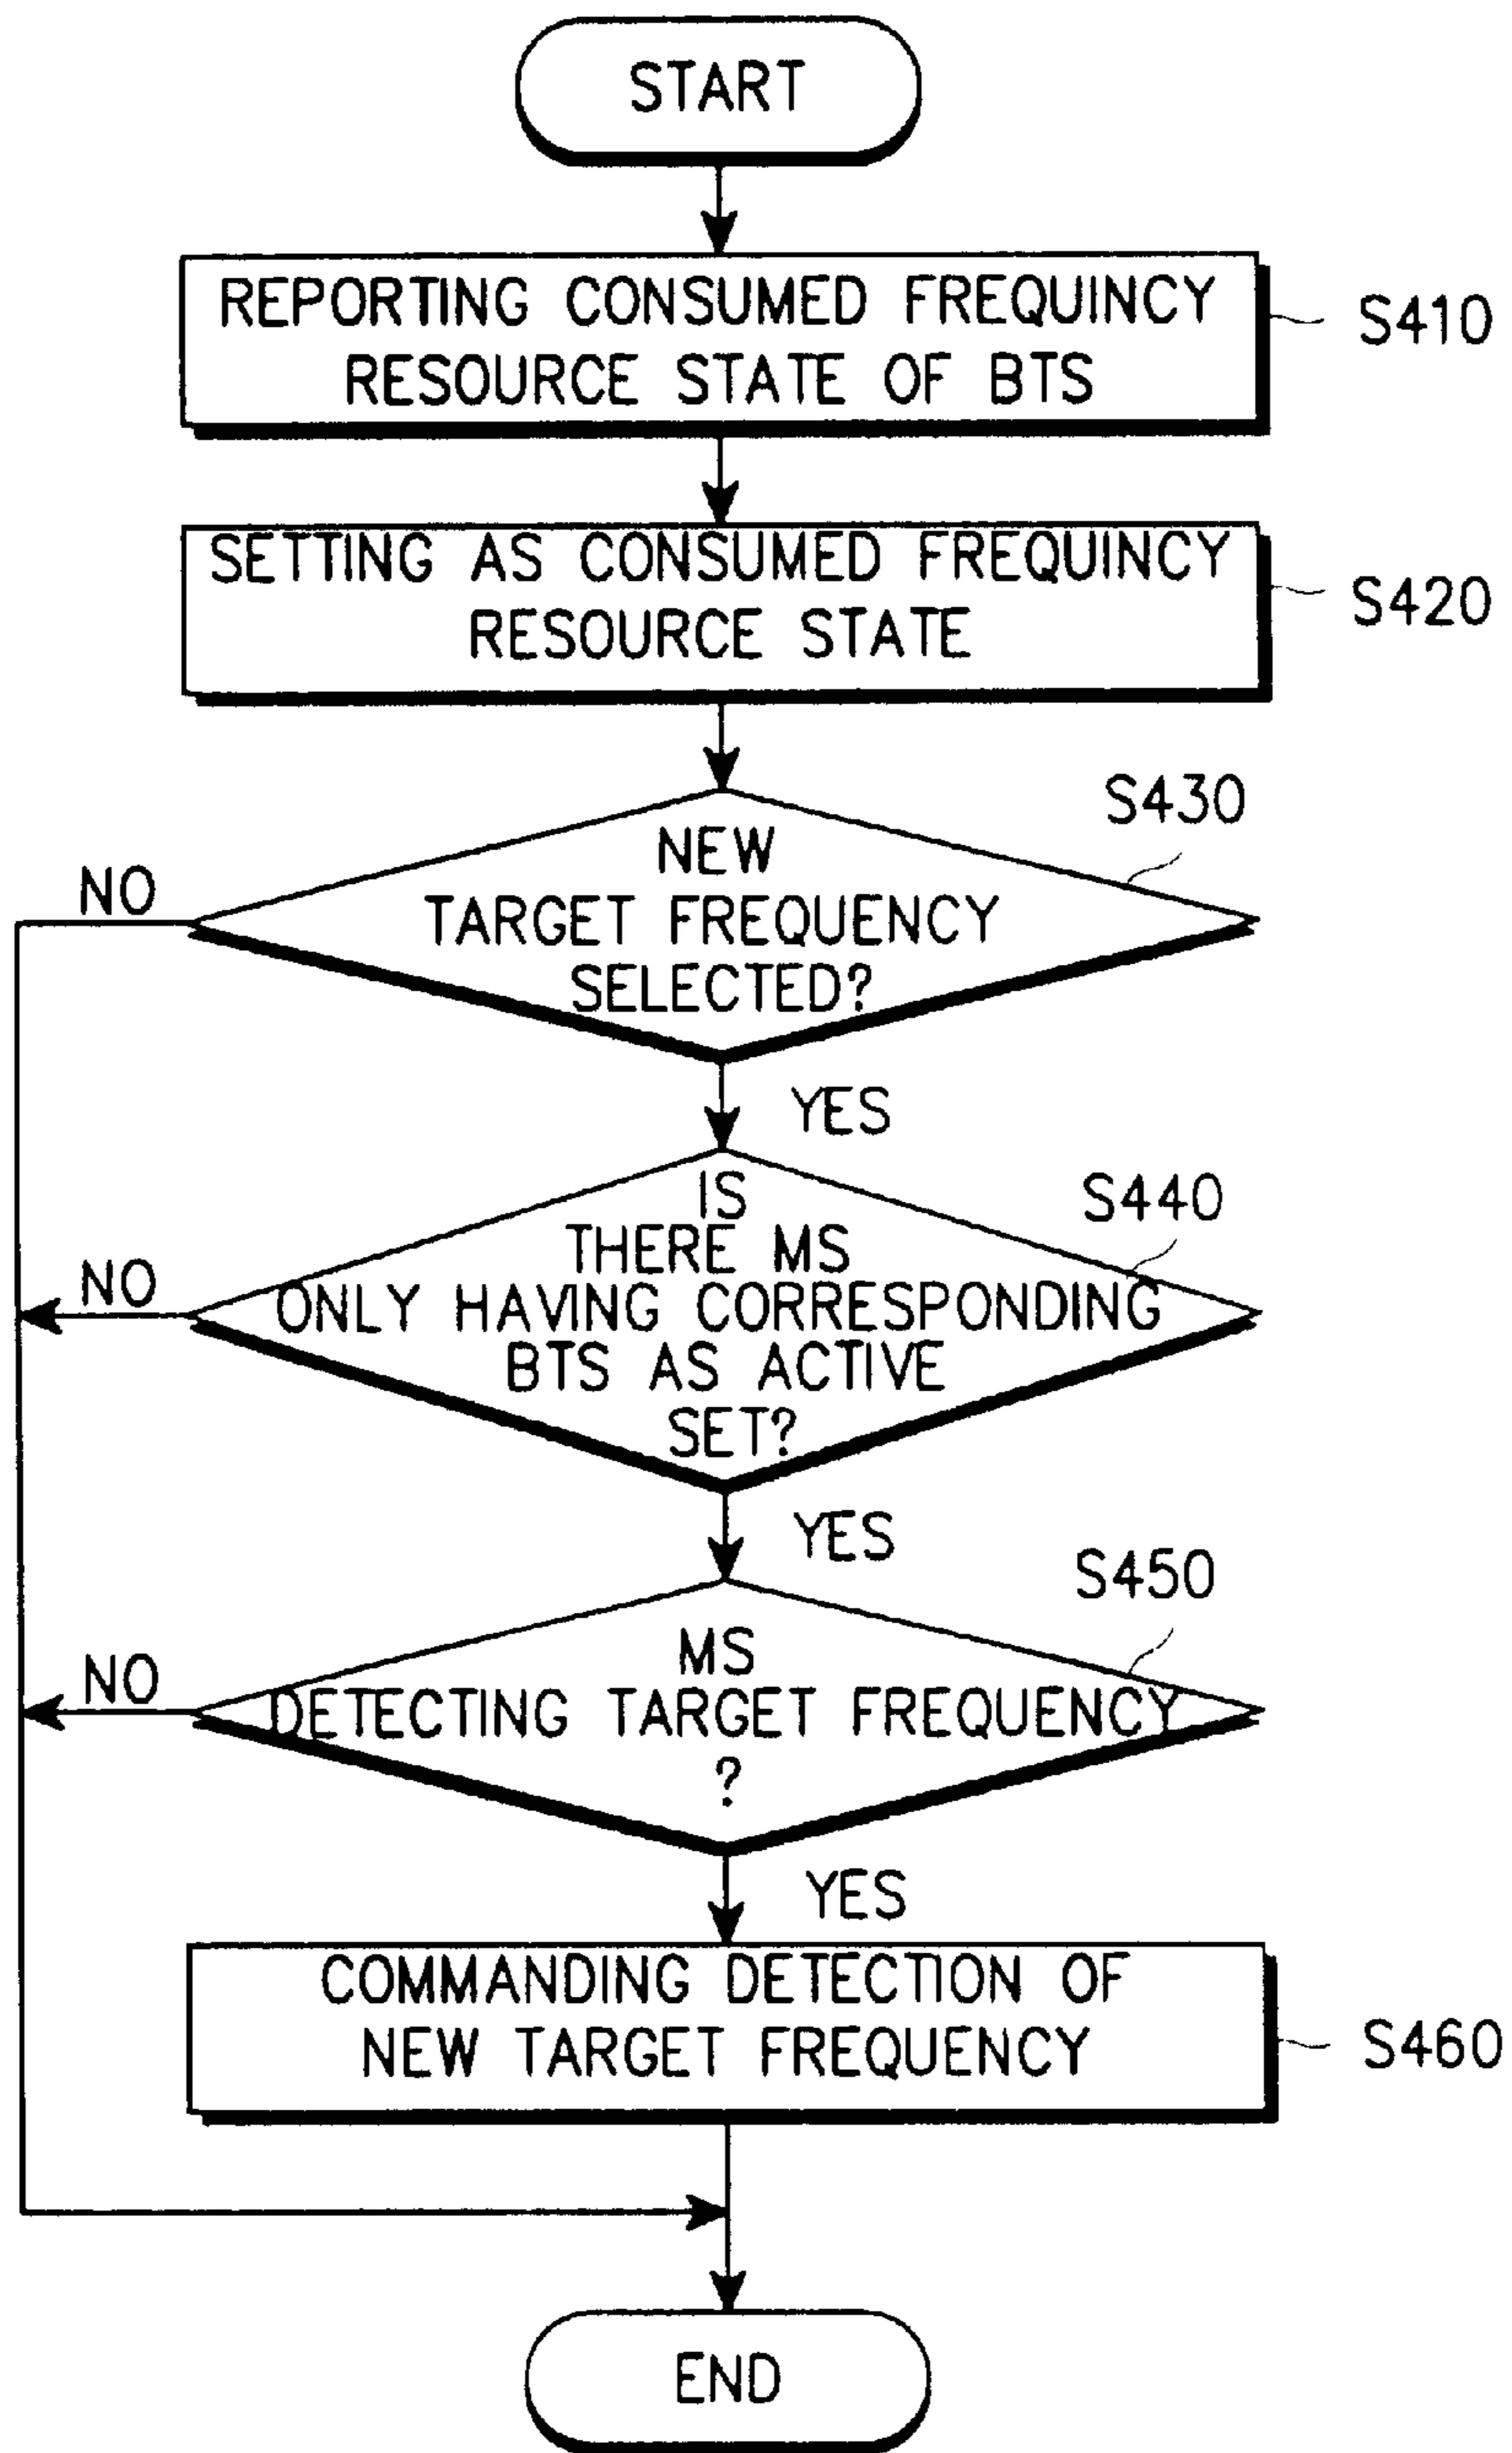 START
REPORTING CONSUMED FREQUINCY
RESOURCE STATE OF BTS
S410
SETTING AS CONSUMED FREQUINCY
RESOURCE STATE
S420
S430
NEW
TARGET FREQUENCY
SELECTED?
NO
YES
S440
IS
THERE MS
ONLY HAVING CORRESPONDING
BTS AS ACTIVE
SET?
NO
YES
S450
MS
DETECTING TARGET FREQUENCY
?
NO
YES
COMMANDING DETECTION OF
NEW TARGET FREQUENCY
S460
END